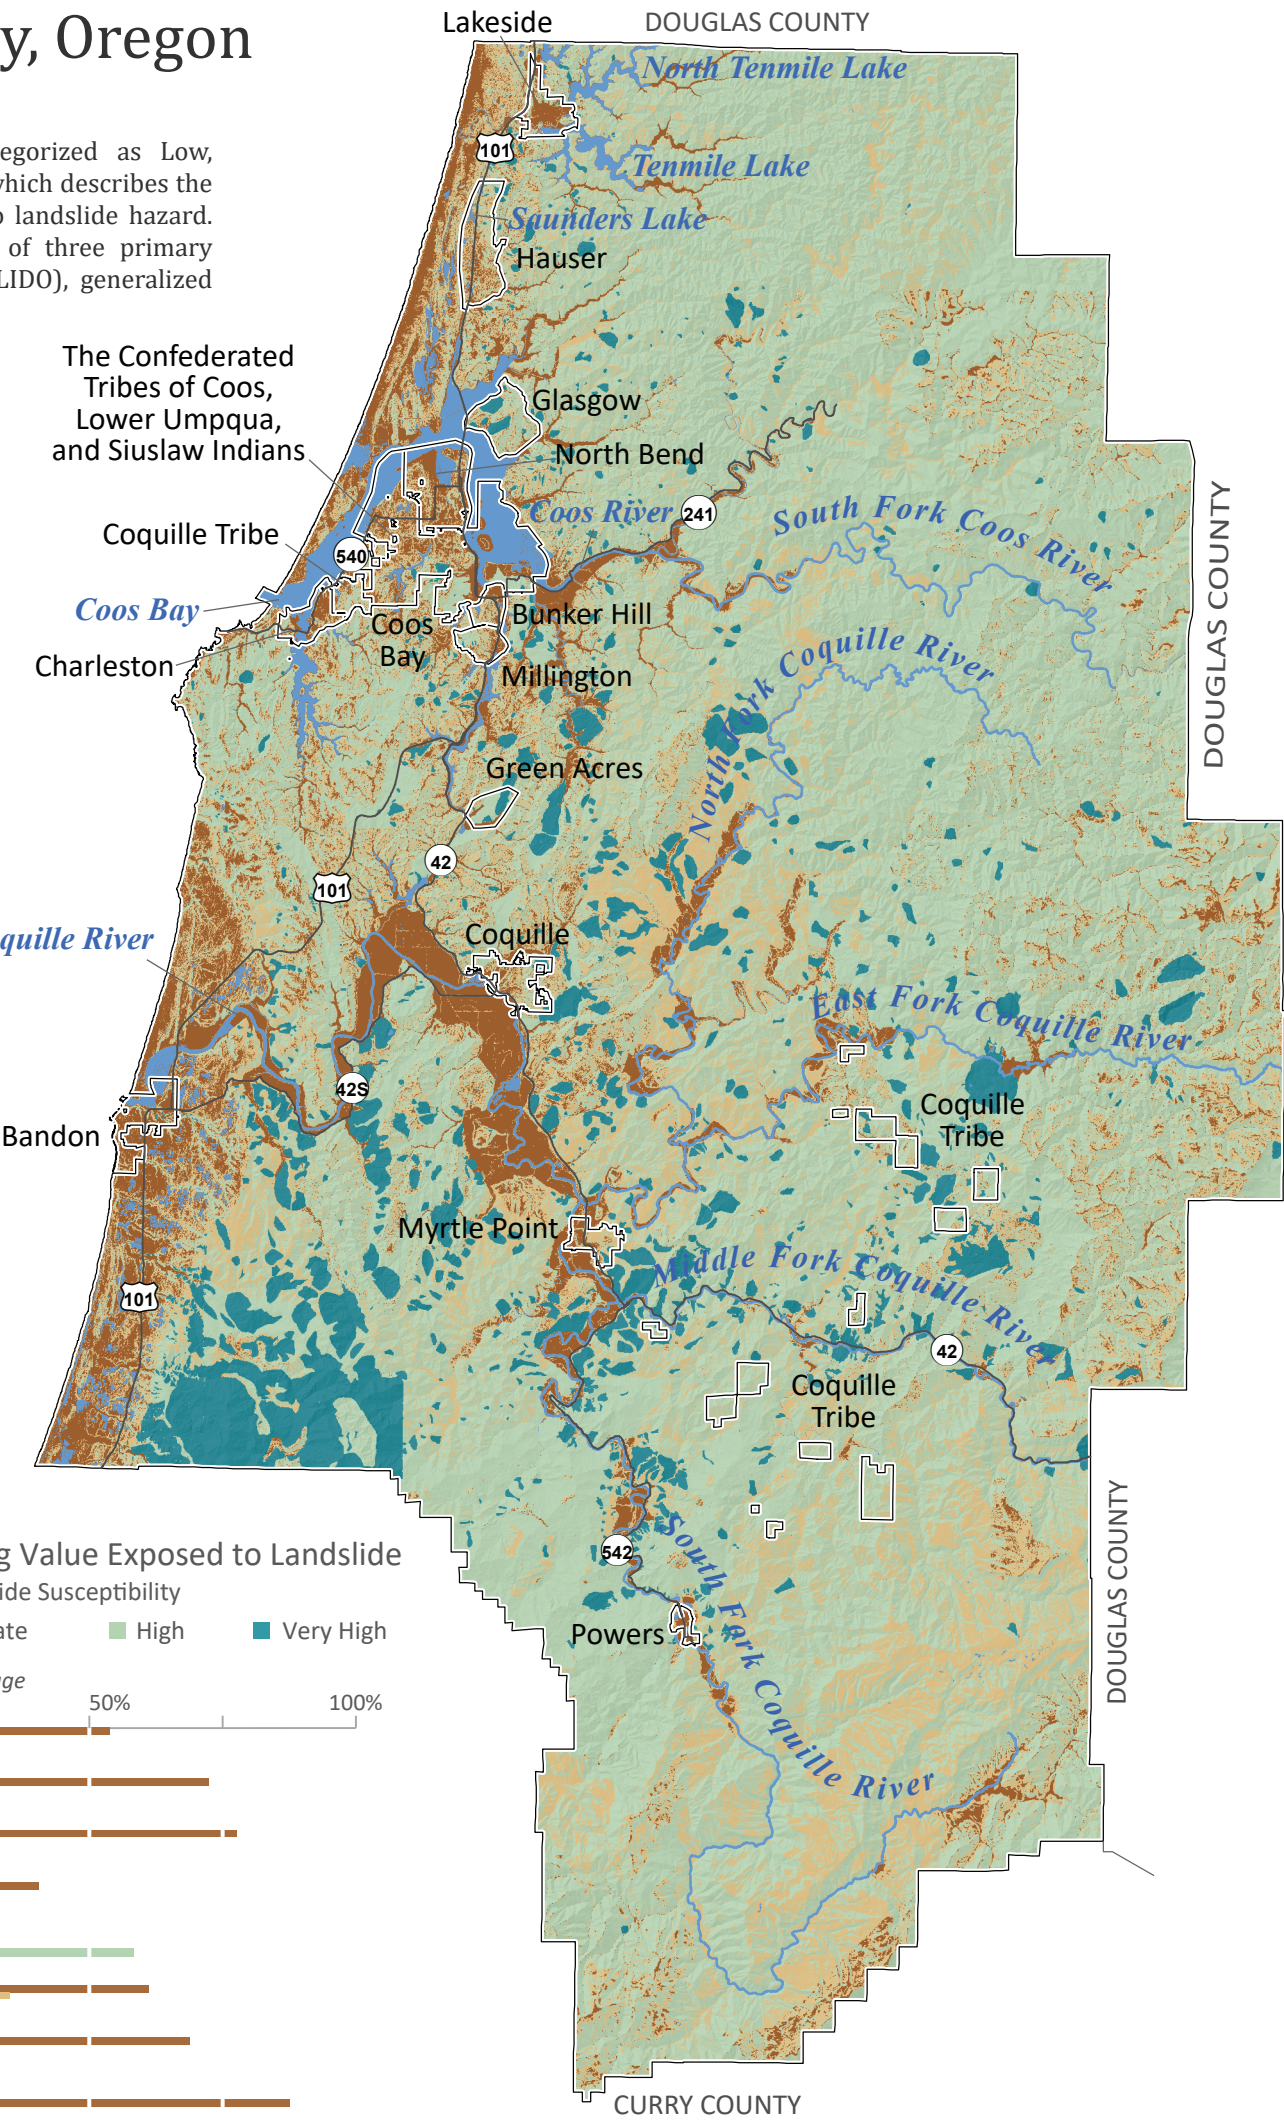 y, Oregon
egorized as Low,
which describes the
o landslide hazard.
of three primary
LIDO), generalized
Lakeside
DOUGLAS COUNTY
North Tenmile Lake
101
Tenmile Lake
Saunders Lake
Hauser
The Confederated
Tribes of Coos,
Lower Umpqua,
and Siuslaw Indians
Glasgow
North Bend
Coos River
241
South Fork Coos River
DOUGLAS COUNTY
Coquille Tribe
540
Coos Bay
Coos
Bay
Bunker Hill
Charleston
Millington
North Fork Coquille River
Green Acres
42
101
Coquille
quille River
East Fork Coquille River
42S
Coquille
Tribe
Bandon
Myrtle Point
Middle Fork Coquille River
101
42
Coquille
Tribe
DOUGLAS COUNTY
542
South Fork Coquille River
Powers
g Value Exposed to Landslide
ide Susceptibility
ate
High
Very High
ge
50%
100%
CURRY COUNTY